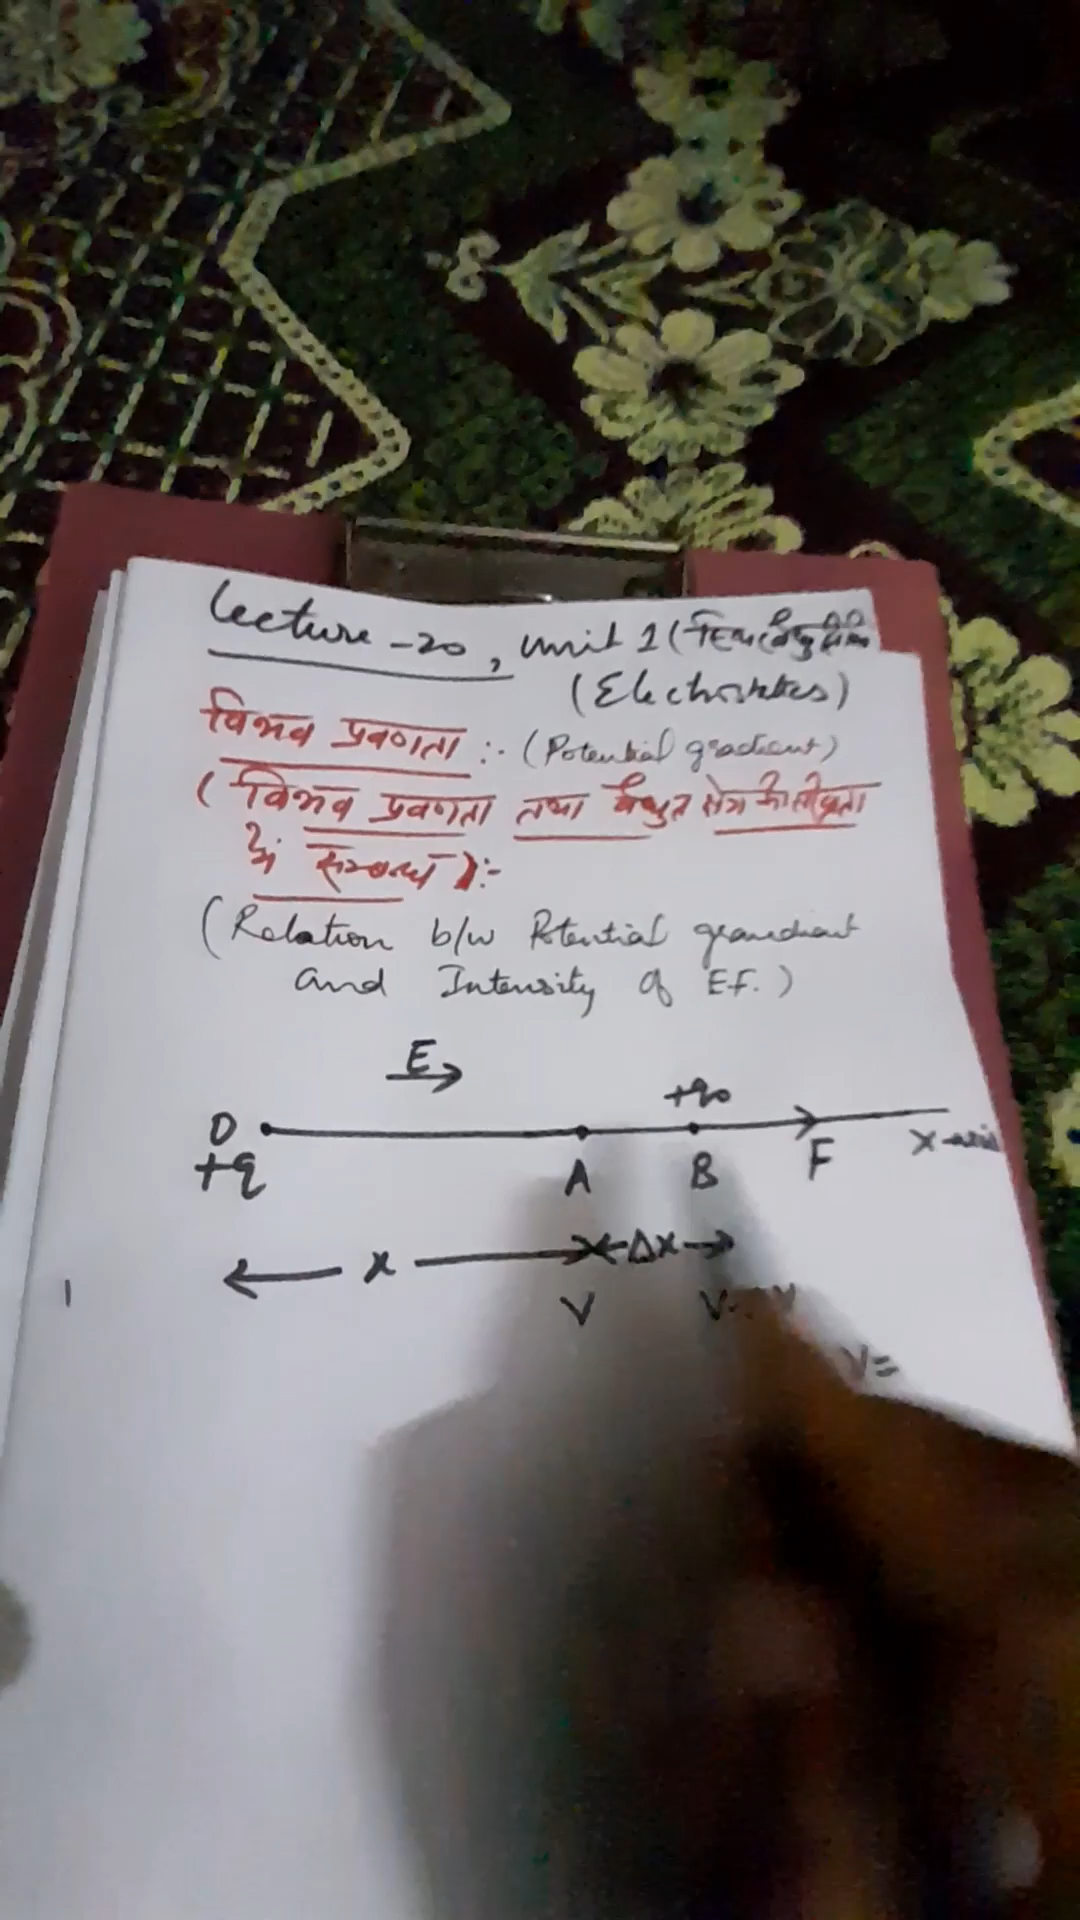 Lecture -20, Unit 1 (स्थिरवैद्युतिकी
(Electrostatics)
विभव प्रवणता :- (Potential gradient)
( विभव प्रवणता तथा वैद्युत क्षेत्र की तीव्रता
में सम्बन्ध ):-
(Relation b/w Potential graedient
and Intensity of E.F.)
E
+q₀
O A B F X-axis
+q
x Δx
V V
V=